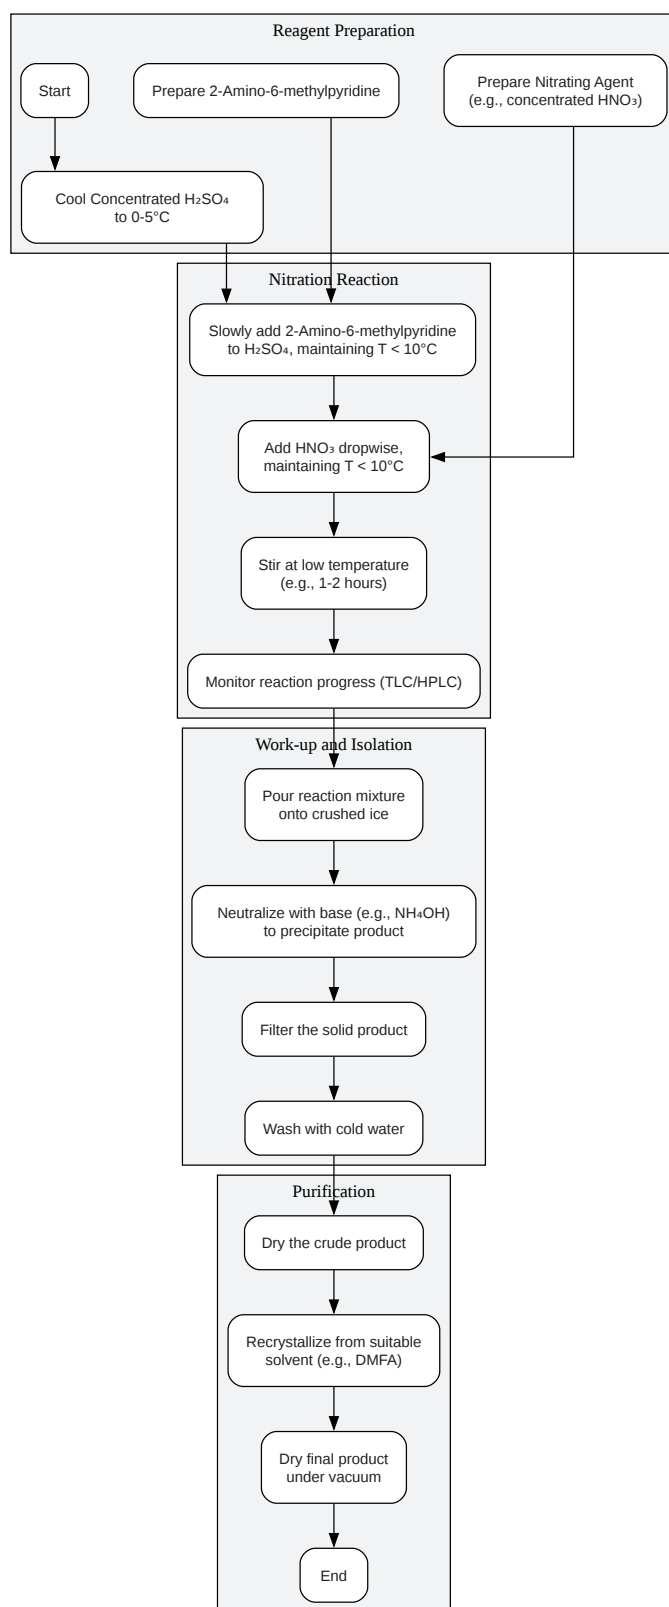 Reagent Preparation
Start
Prepare 2-Amino-6-methylpyridine
Prepare Nitrating Agent
(e.g., concentrated HNO₃)
Cool Concentrated H₂SO₄
to 0-5°C
Nitration Reaction
Slowly add 2-Amino-6-methylpyridine
to H₂SO₄, maintaining T < 10°C
Add HNO₃ dropwise,
maintaining T < 10°C
Stir at low temperature
(e.g., 1-2 hours)
Monitor reaction progress (TLC/HPLC)
Work-up and Isolation
Pour reaction mixture
onto crushed ice
Neutralize with base (e.g., NH₄OH)
to precipitate product
Filter the solid product
Wash with cold water
Purification
Dry the crude product
Recrystallize from suitable
solvent (e.g., DMFA)
Dry final product
under vacuum
End